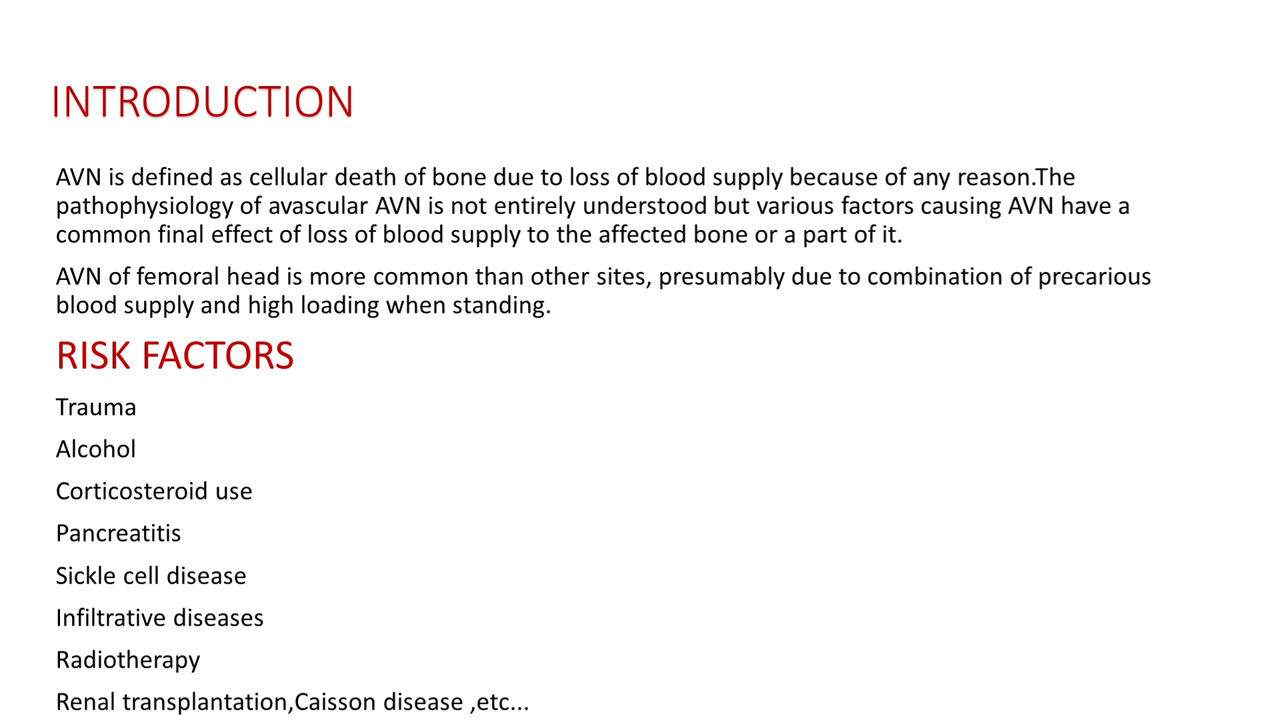 INTRODUCTION
AVN is defined as cellular death of bone due to loss of blood supply because of any reason.The
pathophysiology of avascular AVN is not entirely understood but various factors causing AVN have a
common final effect of loss of blood supply to the affected bone or a part of it.
AVN of femoral head is more common than other sites, presumably due to combination of precarious
blood supply and high loading when standing.
RISK FACTORS
Trauma
Alcohol
Corticosteroid use
Pancreatitis
Sickle cell disease
Infiltrative diseases
Radiotherapy
Renal transplantation,Caisson disease ,etc...